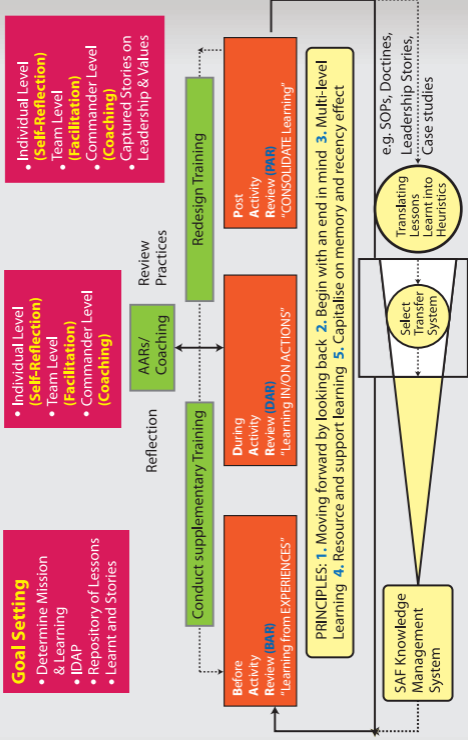 Goal Setting
• Determine Mission
& Learning
• IDAP
• Repository of Lessons
• Learnt and Stories
• Individual Level
(Self-Reflection)
• Team Level
(Facilitation)
• Commander Level
(Coaching)
• Individual Level
(Self-Reflection)
• Team Level
(Facilitation)
• Commander Level
(Coaching)
• Captured Stories on
Leadership & Values
Reflection
AARs/
Coaching
Review
Practices
Conduct supplementary Training
Redesign Training
Before
Activity
Review (BAR)
"Learning from EXPERIENCES"
During
Activity
Review (DAR)
"Learning IN/ON ACTIONS"
Post
Activity
Review (PAR)
"CONSOLIDATE Learning"
PRINCIPLES: 1. Moving forward by looking back 2. Begin with an end in mind 3. Multi-level
Learning 4. Resource and support learning 5. Capitalise on memory and recency effect
SAF Knowledge
Management
System
Select
Transfer
System
Translating
Lessons
Learnt into
Heuristics
e.g. SOPs, Doctines,
Leadership Stories,
Case studies